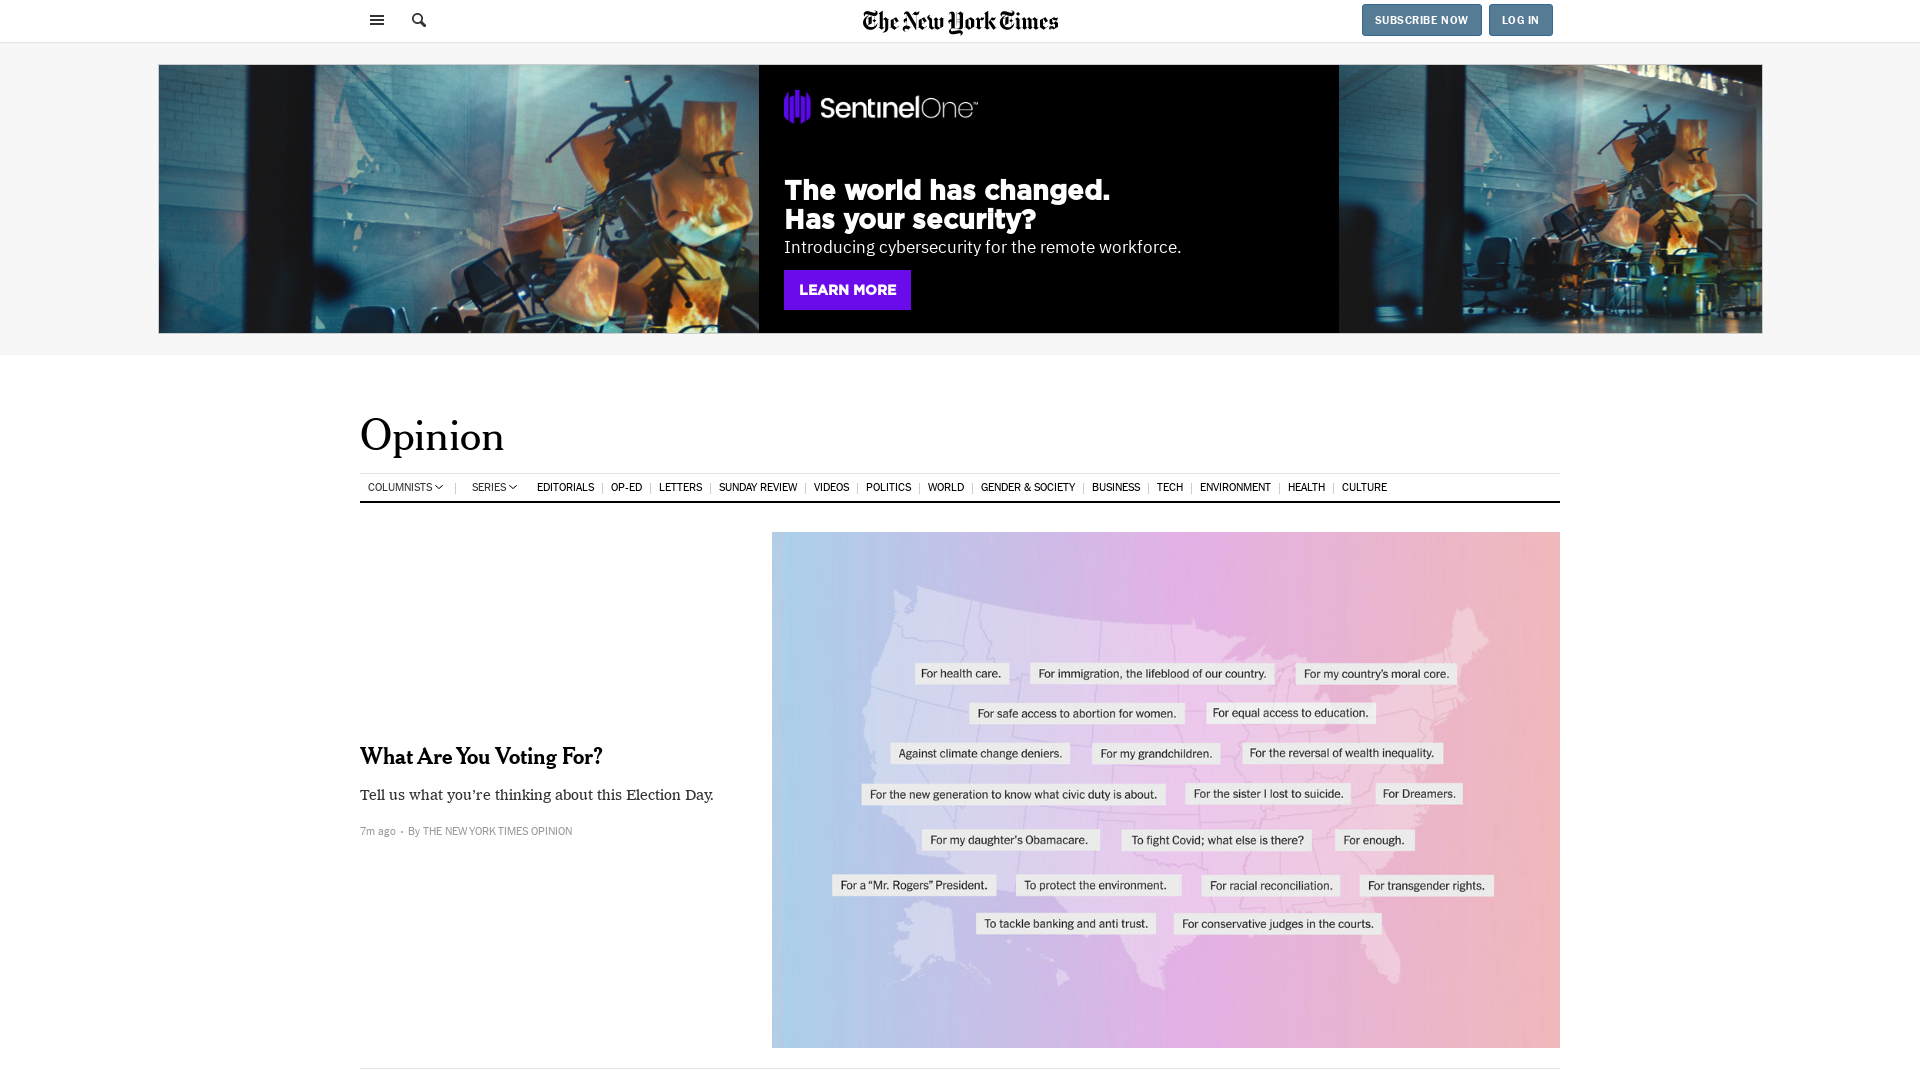 The New York Times
SUBSCRIBE NOW
LOG IN
SentinelOne™
The world has changed.
Has your security?
Introducing cybersecurity for the remote workforce.
LEARN MORE
Opinion
COLUMNISTS SERIES EDITORIALS OP-ED LETTERS SUNDAY REVIEW VIDEOS POLITICS WORLD GENDER & SOCIETY BUSINESS TECH ENVIRONMENT HEALTH CULTURE
What Are You Voting For?
Tell us what you’re thinking about this Election Day.
7m ago · By THE NEW YORK TIMES OPINION
For health care. For immigration, the lifeblood of our country. For my country's moral core.
For safe access to abortion for women. For equal access to education.
Against climate change deniers. For my grandchildren. For the reversal of wealth inequality.
For the new generation to know what civic duty is about. For the sister I lost to suicide. For Dreamers.
For my daughter's Obamacare. To fight Covid; what else is there? For enough.
For a “Mr. Rogers” President. To protect the environment. For racial reconciliation. For transgender rights.
To tackle banking and anti trust. For conservative judges in the courts.